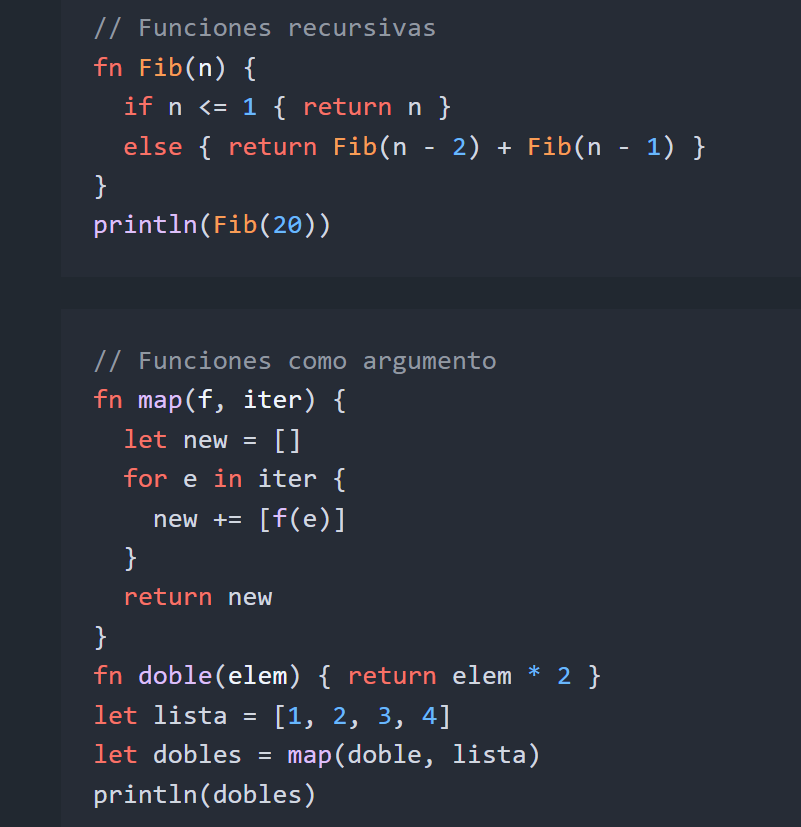 // Funciones recursivas
fn Fib(n) {
  if n <= 1 { return n }
  else { return Fib(n - 2) + Fib(n - 1) }
}
println(Fib(20))
// Funciones como argumento
fn map(f, iter) {
  let new = []
  for e in iter {
    new += [f(e)]
  }
  return new
}
fn doble(elem) { return elem * 2 }
let lista = [1, 2, 3, 4]
let dobles = map(doble, lista)
println(dobles)